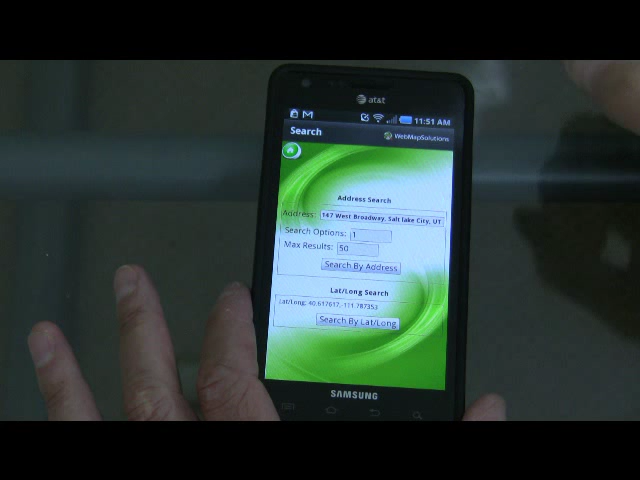 at&t
11:51 AM
Search
WebMapSolutions
Address Search
Address: 147 West Broadway, Salt lake City, UT
Search Options: 1
Max Results: 50
Search By Address
Lat/Long Search
Lat/Long: 40.617617, -111.787353
Search By Lat/Long
SAMSUNG